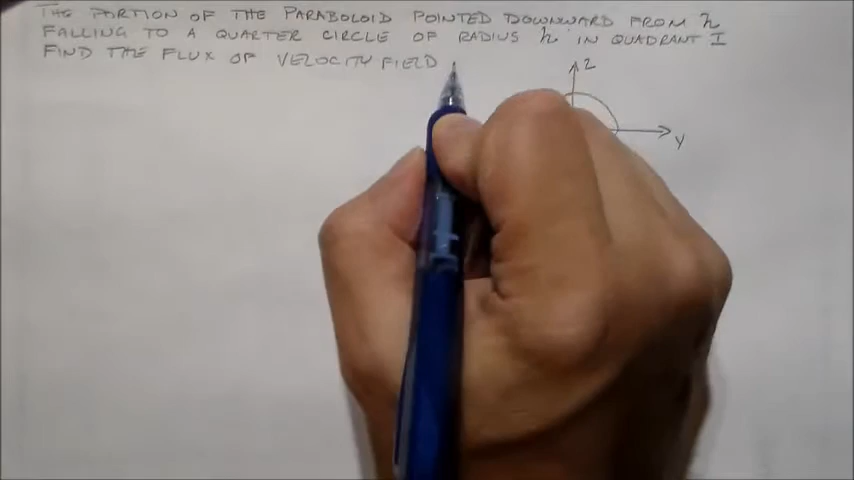 THE PORTION OF THE PARABOLOID POINTED DOWNWARD FROM h
FALLING TO A QUARTER CIRCLE OF RADIUS h IN QUADRANT I
FIND THE FLUX OF VELOCITY FIELD
Z
Y